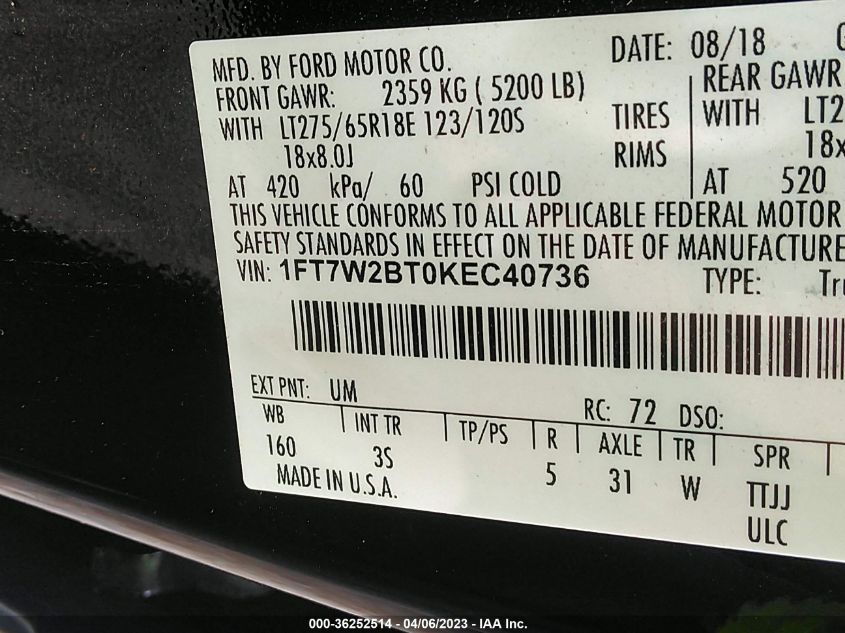 MFD. BY FORD MOTOR CO.
DATE: 08/18
FRONT GAWR: 2359 KG ( 5200 LB)
REAR GAWR
WITH LT275/65R18E 123/120S TIRES WITH
18x8.0J RIMS 18x
AT 420 kPa/ 60 PSI COLD AT 520
THIS VEHICLE CONFORMS TO ALL APPLICABLE FEDERAL MOTOR
SAFETY STANDARDS IN EFFECT ON THE DATE OF MANUFACTURE
VIN: 1FT7W2BT0KEC40736 TYPE:
EXT PNT: UM RC: 72 DSO:
WB INT TR TP/PS R AXLE TR SPR
160 3S 5 31 W TTJJ
MADE IN U.S.A. ULC
000-36252514 - 04/06/2023 - IAA Inc.